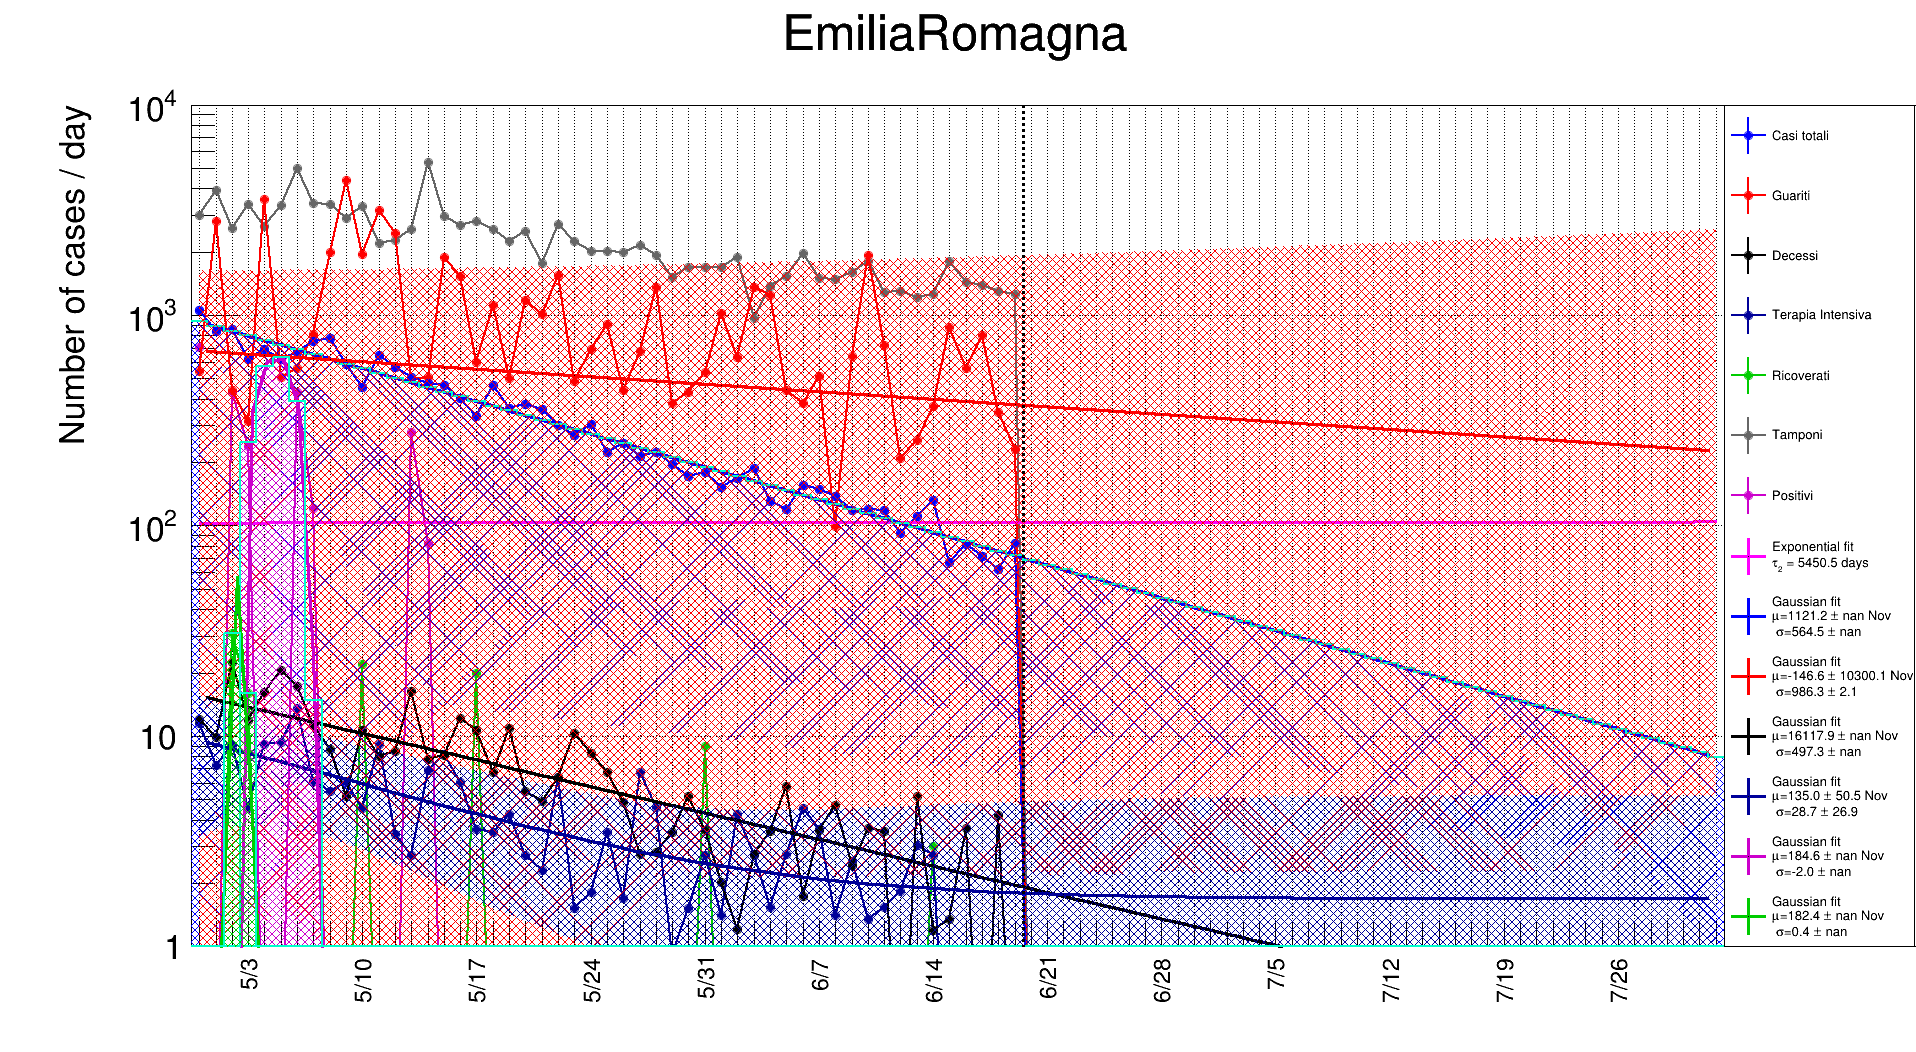 EmiliaRomagna
Number of cases / day
10^4
10^3
10^2
10
1
5/3
5/10
5/17
5/24
5/31
6/7
6/14
6/21
6/28
7/5
7/12
7/19
7/26
Casi totali
Guariti
Decessi
Terapia Intensiva
Ricoverati
Tamponi
Positivi
Exponential fit
τ₂ = 5450.5 days
Gaussian fit
μ=1121.2 ± nan Nov
σ=564.5 ± nan
Gaussian fit
μ=-146.6 ± 10300.1 Nov
σ=986.3 ± 2.1
Gaussian fit
μ=16117.9 ± nan Nov
σ=497.3 ± nan
Gaussian fit
μ=135.0 ± 50.5 Nov
σ=28.7 ± 26.9
Gaussian fit
μ=184.6 ± nan Nov
σ=-2.0 ± nan
Gaussian fit
μ=182.4 ± nan Nov
σ=0.4 ± nan